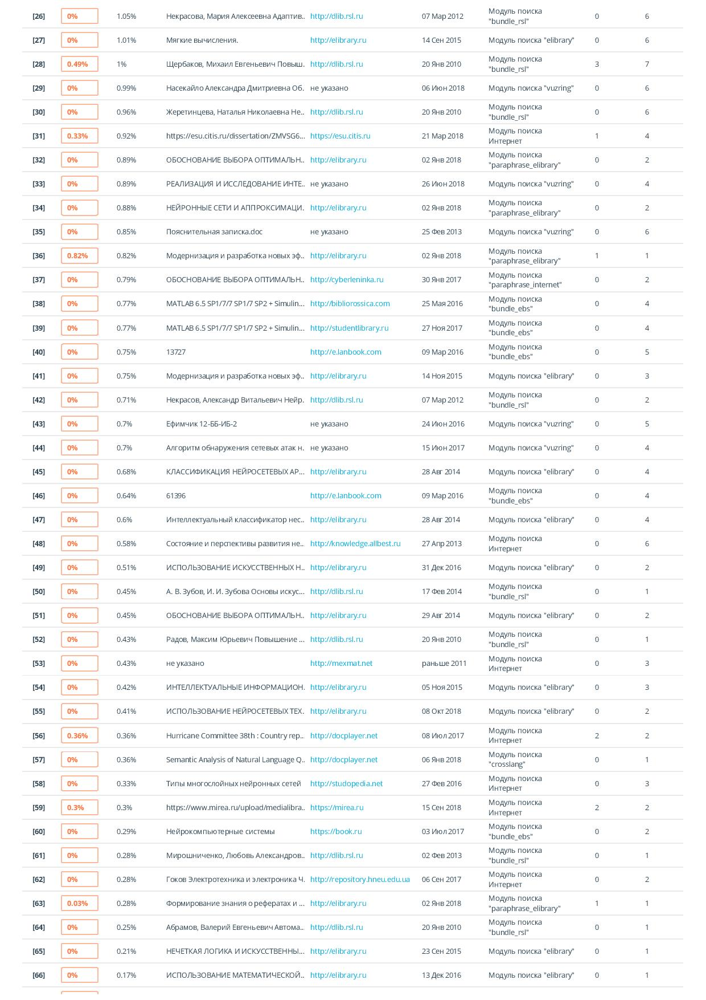 [26] 0% 1.05% Некрасова, Мария Алексеевна Адаптив.. http://dlib.rsl.ru 07 Мар 2012 Модуль поиска "bundle_rsl" 0 6
[27] 0% 1.01% Мягкие вычисления. http://elibrary.ru 14 Сен 2015 Модуль поиска "elibrary" 0 6
[28] 0.49% 1% Щербаков, Михаил Евгеньевич Повыш. http://dlib.rsl.ru 20 Янв 2010 Модуль поиска "bundle_rsl" 3 7
[29] 0% 0.99% Насекайло Александра Дмитриевна Об. не указано 06 Июн 2018 Модуль поиска "vuzring" 0 6
[30] 0% 0.96% Жеретинцева, Наталья Николаевна Не.. http://dlib.rsl.ru 20 Янв 2010 Модуль поиска "bundle_rsl" 0 6
[31] 0.33% 0.92% https://esu.citis.ru/dissertation/ZMVSG6... https://esu.citis.ru 21 Мар 2018 Модуль поиска Интернет 1 4
[32] 0% 0.89% ОБОСНОВАНИЕ ВЫБОРА ОПТИМАЛЬН.. http://elibrary.ru 02 Янв 2018 Модуль поиска "paraphrase_elibrary" 0 2
[33] 0% 0.89% РЕАЛИЗАЦИЯ И ИССЛЕДОВАНИЕ ИНТЕ.. не указано 26 Июн 2018 Модуль поиска "vuzring" 0 4
[34] 0% 0.88% НЕЙРОННЫЕ СЕТИ И АППРОКСИМАЦИ. http://elibrary.ru 02 Янв 2018 Модуль поиска "paraphrase_elibrary" 0 2
[35] 0% 0.85% Пояснительная записка.doc не указано 25 Фев 2013 Модуль поиска "vuzring" 0 6
[36] 0.82% 0.82% Модернизация и разработка новых эф.. http://elibrary.ru 02 Янв 2018 Модуль поиска "paraphrase_elibrary" 1 1
[37] 0% 0.79% ОБОСНОВАНИЕ ВЫБОРА ОПТИМАЛЬН.. http://cyberleninka.ru 30 Янв 2017 Модуль поиска "paraphrase_internet" 0 2
[38] 0% 0.77% MATLAB 6.5 SP1/7/7 SP1/7 SP2 + Simulin... http://bibliorossica.com 25 Мая 2016 Модуль поиска "bundle_ebs" 0 4
[39] 0% 0.77% MATLAB 6.5 SP1/7/7 SP1/7 SP2 + Simulin... http://studentlibrary.ru 27 Ноя 2017 Модуль поиска "bundle_ebs" 0 4
[40] 0% 0.75% 13727 http://e.lanbook.com 09 Мар 2016 Модуль поиска "bundle_ebs" 0 5
[41] 0% 0.75% Модернизация и разработка новых эф.. http://elibrary.ru 14 Ноя 2015 Модуль поиска "elibrary" 0 3
[42] 0% 0.71% Некрасов, Александр Витальевич Нейр. http://dlib.rsl.ru 07 Мар 2012 Модуль поиска "bundle_rsl" 0 2
[43] 0% 0.7% Ефимчик 12-ББ-ИБ-2 не указано 24 Июн 2016 Модуль поиска "vuzring" 0 5
[44] 0% 0.7% Алгоритм обнаружения сетевых атак н. не указано 15 Июн 2017 Модуль поиска "vuzring" 0 4
[45] 0% 0.68% КЛАССИФИКАЦИЯ НЕЙРОСЕТЕВЫХ АР... http://elibrary.ru 28 Авг 2014 Модуль поиска "elibrary" 0 4
[46] 0% 0.64% 61396 http://e.lanbook.com 09 Мар 2016 Модуль поиска "bundle_ebs" 0 4
[47] 0% 0.6% Интеллектуальный классификатор нес.. http://elibrary.ru 28 Авг 2014 Модуль поиска "elibrary" 0 4
[48] 0% 0.58% Состояние и перспективы развития не.. http://knowledge.allbest.ru 27 Апр 2013 Модуль поиска Интернет 0 6
[49] 0% 0.51% ИСПОЛЬЗОВАНИЕ ИСКУССТВЕННЫХ Н.. http://elibrary.ru 31 Дек 2016 Модуль поиска "elibrary" 0 2
[50] 0% 0.45% А. В. Зубов, И. И. Зубова Основы искус... http://dlib.rsl.ru 17 Фев 2014 Модуль поиска "bundle_rsl" 0 1
[51] 0% 0.45% ОБОСНОВАНИЕ ВЫБОРА ОПТИМАЛЬН.. http://elibrary.ru 29 Авг 2014 Модуль поиска "elibrary" 0 2
[52] 0% 0.43% Радов, Максим Юрьевич Повышение ... http://dlib.rsl.ru 20 Янв 2010 Модуль поиска "bundle_rsl" 0 1
[53] 0% 0.43% не указано http://mexmat.net раньше 2011 Модуль поиска Интернет 0 3
[54] 0% 0.42% ИНТЕЛЛЕКТУАЛЬНЫЕ ИНФОРМАЦИОН. http://elibrary.ru 05 Ноя 2015 Модуль поиска "elibrary" 0 3
[55] 0% 0.41% ИСПОЛЬЗОВАНИЕ НЕЙРОСЕТЕВЫХ ТЕХ. http://elibrary.ru 08 Окт 2018 Модуль поиска "elibrary" 0 2
[56] 0.36% 0.36% Hurricane Committee 38th : Country rep.. http://docplayer.net 08 Июл 2017 Модуль поиска Интернет 2 2
[57] 0% 0.36% Semantic Analysis of Natural Language Q.. http://docplayer.net 06 Янв 2018 Модуль поиска "crosslang" 0 1
[58] 0% 0.33% Типы многослойных нейронных сетей http://studopedia.net 27 Фев 2016 Модуль поиска Интернет 0 3
[59] 0.3% 0.3% https://www.mirea.ru/upload/medialibra.. https://mirea.ru 15 Сен 2018 Модуль поиска Интернет 2 2
[60] 0% 0.29% Нейрокомпьютерные системы https://book.ru 03 Июл 2017 Модуль поиска "bundle_ebs" 0 2
[61] 0% 0.28% Мирошниченко, Любовь Александров.. http://dlib.rsl.ru 02 Фев 2013 Модуль поиска "bundle_rsl" 0 1
[62] 0% 0.28% Гоков Электротехника и электроника Ч. http://repository.hneu.edu.ua 06 Сен 2017 Модуль поиска Интернет 0 2
[63] 0.03% 0.28% Формирование знания о рефератах и ... http://elibrary.ru 02 Янв 2018 Модуль поиска "paraphrase_elibrary" 1 1
[64] 0% 0.25% Абрамов, Валерий Евгеньевич Автома.. http://dlib.rsl.ru 20 Янв 2010 Модуль поиска "bundle_rsl" 0 1
[65] 0% 0.21% НЕЧЕТКАЯ ЛОГИКА И ИСКУССТВЕННЫ... http://elibrary.ru 23 Сен 2015 Модуль поиска "elibrary" 0 1
[66] 0% 0.17% ИСПОЛЬЗОВАНИЕ МАТЕМАТИЧЕСКОЙ.. http://elibrary.ru 13 Дек 2016 Модуль поиска "elibrary" 0 1